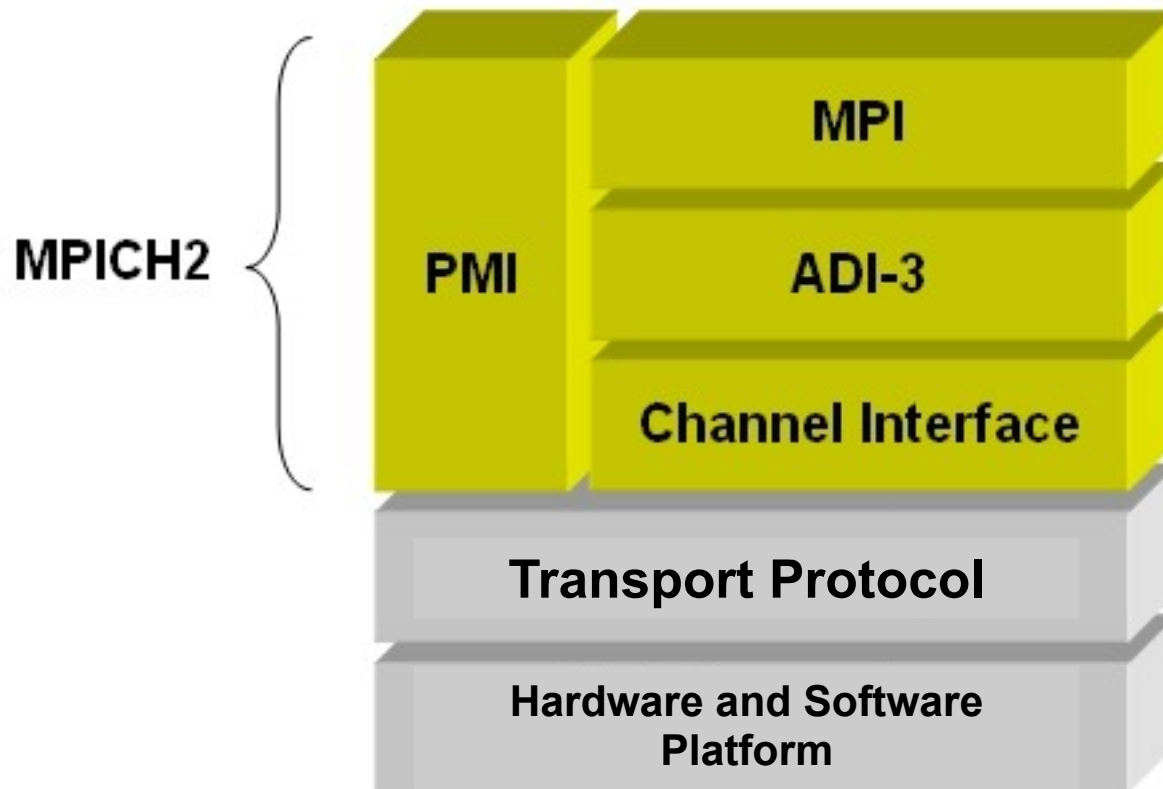 MPICH2
PMI
MPI
ADI-3
Channel Interface
Transport Protocol
Hardware and Software
Platform